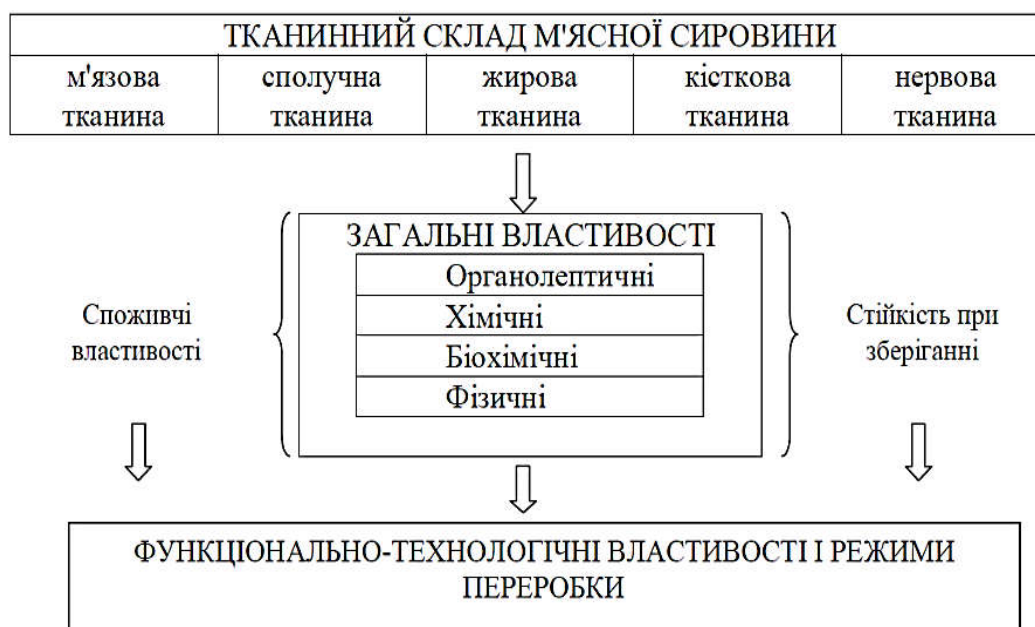 ТКАНИННИЙ СКЛАД М'ЯСНОЇ СИРОВИНИ
м'язова тканина
сполучна тканина
жирова тканина
кісткова тканина
нервова тканина
ЗАГАЛЬНІ ВЛАСТИВОСТІ
Органолептичні
Хімічні
Біохімічні
Фізичні
Споживчі
властивості
Стійкість при
зберіганні
ФУНКЦІОНАЛЬНО-ТЕХНОЛОГІЧНІ ВЛАСТИВОСТІ І РЕЖИМИ
ПЕРЕРОБКИ